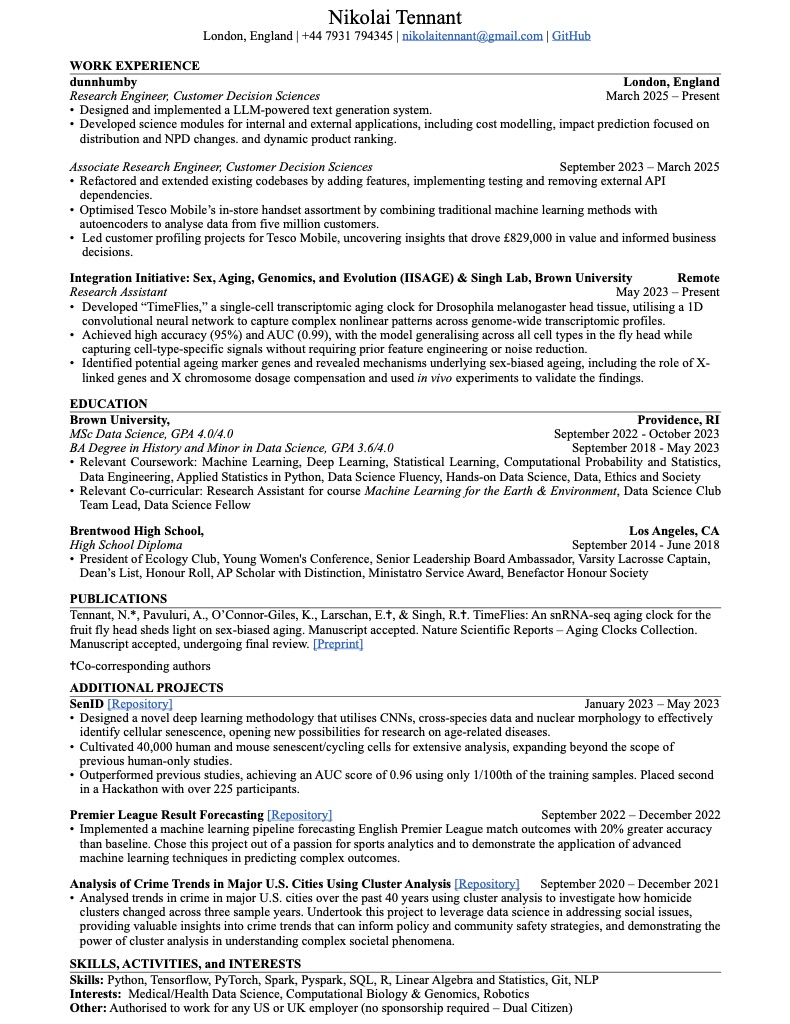 Nikolai Tennant
London, England | +44 7931 794345 | nikolaitennant@gmail.com | GitHub
WORK EXPERIENCE
dunnhumby London, England
Research Engineer, Customer Decision Sciences March 2025 – Present
• Designed and implemented a LLM-powered text generation system.
• Developed science modules for internal and external applications, including cost modelling, impact prediction focused on
distribution and NPD changes. and dynamic product ranking.
Associate Research Engineer, Customer Decision Sciences September 2023 – March 2025
• Refactored and extended existing codebases by adding features, implementing testing and removing external API
dependencies.
• Optimised Tesco Mobile’s in-store handset assortment by combining traditional machine learning methods with
autoencoders to analyse data from five million customers.
• Led customer profiling projects for Tesco Mobile, uncovering insights that drove £829,000 in value and informed business
decisions.
Integration Initiative: Sex, Aging, Genomics, and Evolution (IISAGE) & Singh Lab, Brown University Remote
Research Assistant May 2023 – Present
• Developed “TimeFlies,” a single-cell transcriptomic aging clock for Drosophila melanogaster head tissue, utilising a 1D
convolutional neural network to capture complex nonlinear patterns across genome-wide transcriptomic profiles.
• Achieved high accuracy (95%) and AUC (0.99), with the model generalising across all cell types in the fly head while
capturing cell-type-specific signals without requiring prior feature engineering or noise reduction.
• Identified potential ageing marker genes and revealed mechanisms underlying sex-biased ageing, including the role of X-
linked genes and X chromosome dosage compensation and used in vivo experiments to validate the findings.
EDUCATION
Brown University, Providence, RI
MSc Data Science, GPA 4.0/4.0 September 2022 - October 2023
BA Degree in History and Minor in Data Science, GPA 3.6/4.0 September 2018 - May 2023
• Relevant Coursework: Machine Learning, Deep Learning, Statistical Learning, Computational Probability and Statistics,
Data Engineering, Applied Statistics in Python, Data Science Fluency, Hands-on Data Science, Data, Ethics and Society
• Relevant Co-curricular: Research Assistant for course Machine Learning for the Earth & Environment, Data Science Club
Team Lead, Data Science Fellow
Brentwood High School, Los Angeles, CA
High School Diploma September 2014 - June 2018
• President of Ecology Club, Young Women's Conference, Senior Leadership Board Ambassador, Varsity Lacrosse Captain,
Dean’s List, Honour Roll, AP Scholar with Distinction, Ministratro Service Award, Benefactor Honour Society
PUBLICATIONS
Tennant, N.*, Pavuluri, A., O’Connor-Giles, K., Larschan, E.†, & Singh, R.†. TimeFlies: An snRNA-seq aging clock for the
fruit fly head sheds light on sex-biased aging. Manuscript accepted. Nature Scientific Reports – Aging Clocks Collection.
Manuscript accepted, undergoing final review. [Preprint]
†Co-corresponding authors
ADDITIONAL PROJECTS
SenID [Repository] January 2023 – May 2023
• Designed a novel deep learning methodology that utilises CNNs, cross-species data and nuclear morphology to effectively
identify cellular senescence, opening new possibilities for research on age-related diseases.
• Cultivated 40,000 human and mouse senescent/cycling cells for extensive analysis, expanding beyond the scope of
previous human-only studies.
• Outperformed previous studies, achieving an AUC score of 0.96 using only 1/100th of the training samples. Placed second
in a Hackathon with over 225 participants.
Premier League Result Forecasting [Repository] September 2022 – December 2022
• Implemented a machine learning pipeline forecasting English Premier League match outcomes with 20% greater accuracy
than baseline. Chose this project out of a passion for sports analytics and to demonstrate the application of advanced
machine learning techniques in predicting complex outcomes.
Analysis of Crime Trends in Major U.S. Cities Using Cluster Analysis [Repository] September 2020 – December 2021
• Analysed trends in crime in major U.S. cities over the past 40 years using cluster analysis to investigate how homicide
clusters changed across three sample years. Undertook this project to leverage data science in addressing social issues,
providing valuable insights into crime trends that can inform policy and community safety strategies, and demonstrating the
power of cluster analysis in understanding complex societal phenomena.
SKILLS, ACTIVITIES, and INTERESTS
Skills: Python, Tensorflow, PyTorch, Spark, Pyspark, SQL, R, Linear Algebra and Statistics, Git, NLP
Interests: Medical/Health Data Science, Computational Biology & Genomics, Robotics
Other: Authorised to work for any US or UK employer (no sponsorship required – Dual Citizen)